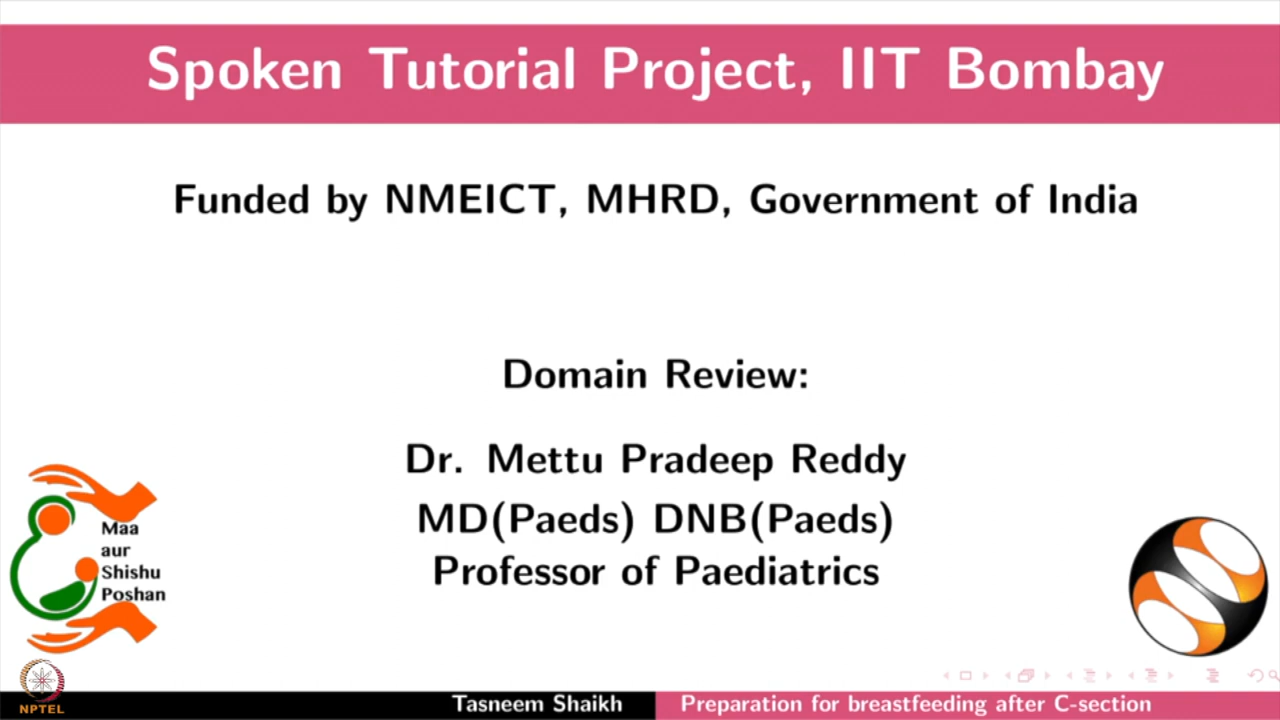 Spoken Tutorial Project, IIT Bombay
Funded by NMEICT, MHRD, Government of India
Domain Review:
Dr. Mettu Pradeep Reddy
MD(Paeds) DNB(Paeds)
Professor of Paediatrics
Maa
aur
Shishu
Poshan
NPTEL
Tasneem Shaikh
Preparation for breastfeeding after C-section